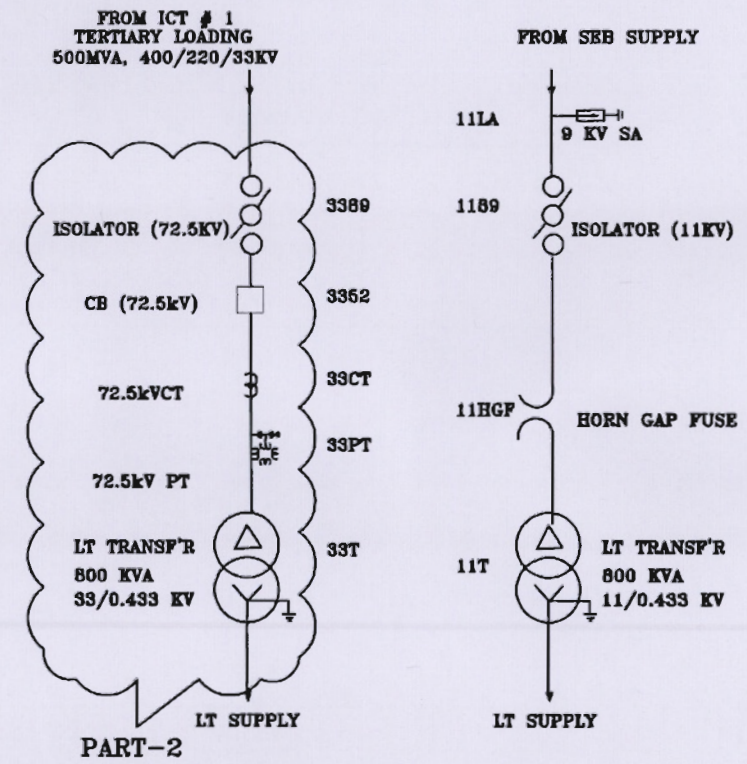 FROM ICT # 1
TERTIARY LOADING
500MVA, 400/220/33KV
ISOLATOR (72.5KV)
3389
CB (72.5kV)
3352
72.5kVCT
33CT
33PT
72.5kV PT
LT TRANSF'R
800 KVA
33/0.433 KV
33T
LT SUPPLY
PART-2
FROM SEB SUPPLY
11LA
9 KV SA
1189
ISOLATOR (11KV)
11HGF
HORN GAP FUSE
11T
LT TRANSF'R
800 KVA
11/0.433 KV
LT SUPPLY